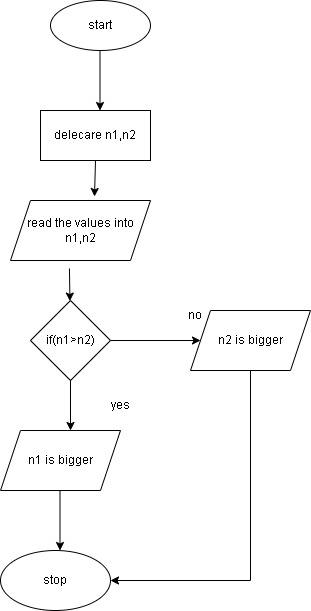 start
delecare n1,n2
read the values into
n1,n2
if(n1>n2)
no
n2 is bigger
yes
n1 is bigger
stop